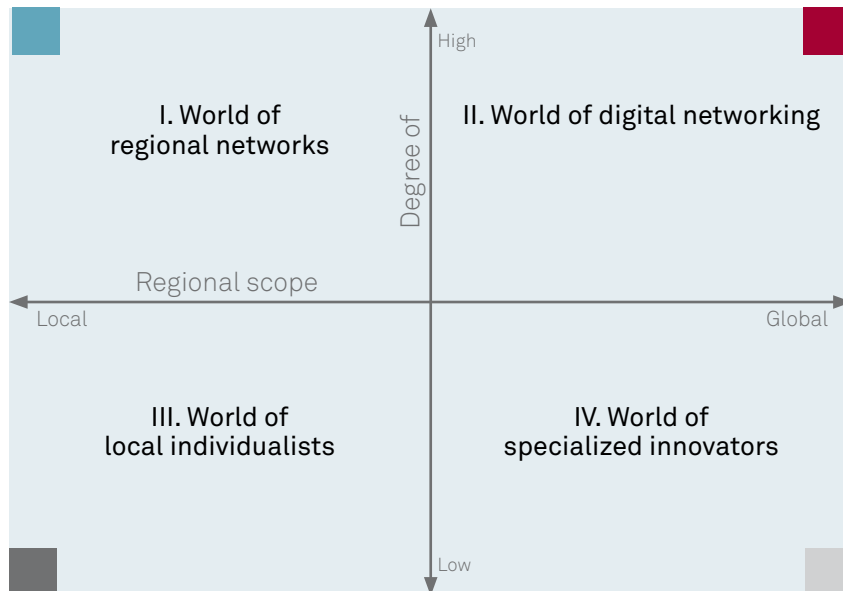 High
I. World of
regional networks
II. World of digital networking
Degree of
Regional scope
Local
Global
III. World of
local individualists
IV. World of
specialized innovators
Low